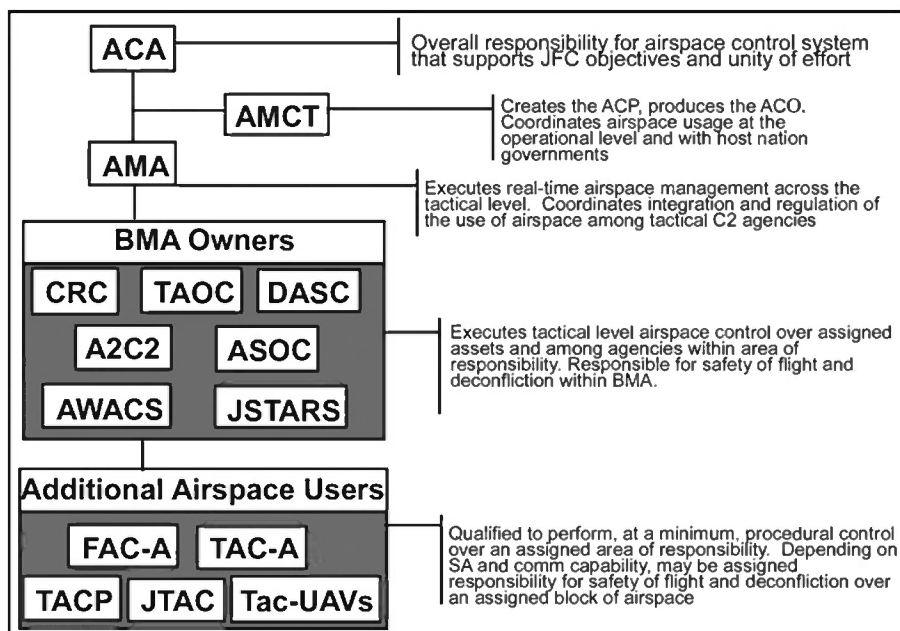 ACA
Overall responsibility for airspace control system
that supports JFC objectives and unity of effort
AMCT
Creates the ACP, produces the ACO.
Coordinates airspace usage at the
operational level and with host nation
governments
AMA
Executes real-time airspace management across the
tactical level. Coordinates integration and regulation of
the use of airspace among tactical C2 agencies
BMA Owners
CRC TAOC DASC
A2C2 ASOC
AWACS JSTARS
Executes tactical level airspace control over assigned
assets and among agencies within area of
responsibility. Responsible for safety of flight and
deconfliction within BMA.
Additional Airspace Users
FAC-A TAC-A
TACP JTAC Tac-UAVs
Qualified to perform, at a minimum, procedural control
over an assigned area of responsibility. Depending on
SA and comm capability, may be assigned
responsibility for safety of flight and deconfliction over
an assigned block of airspace